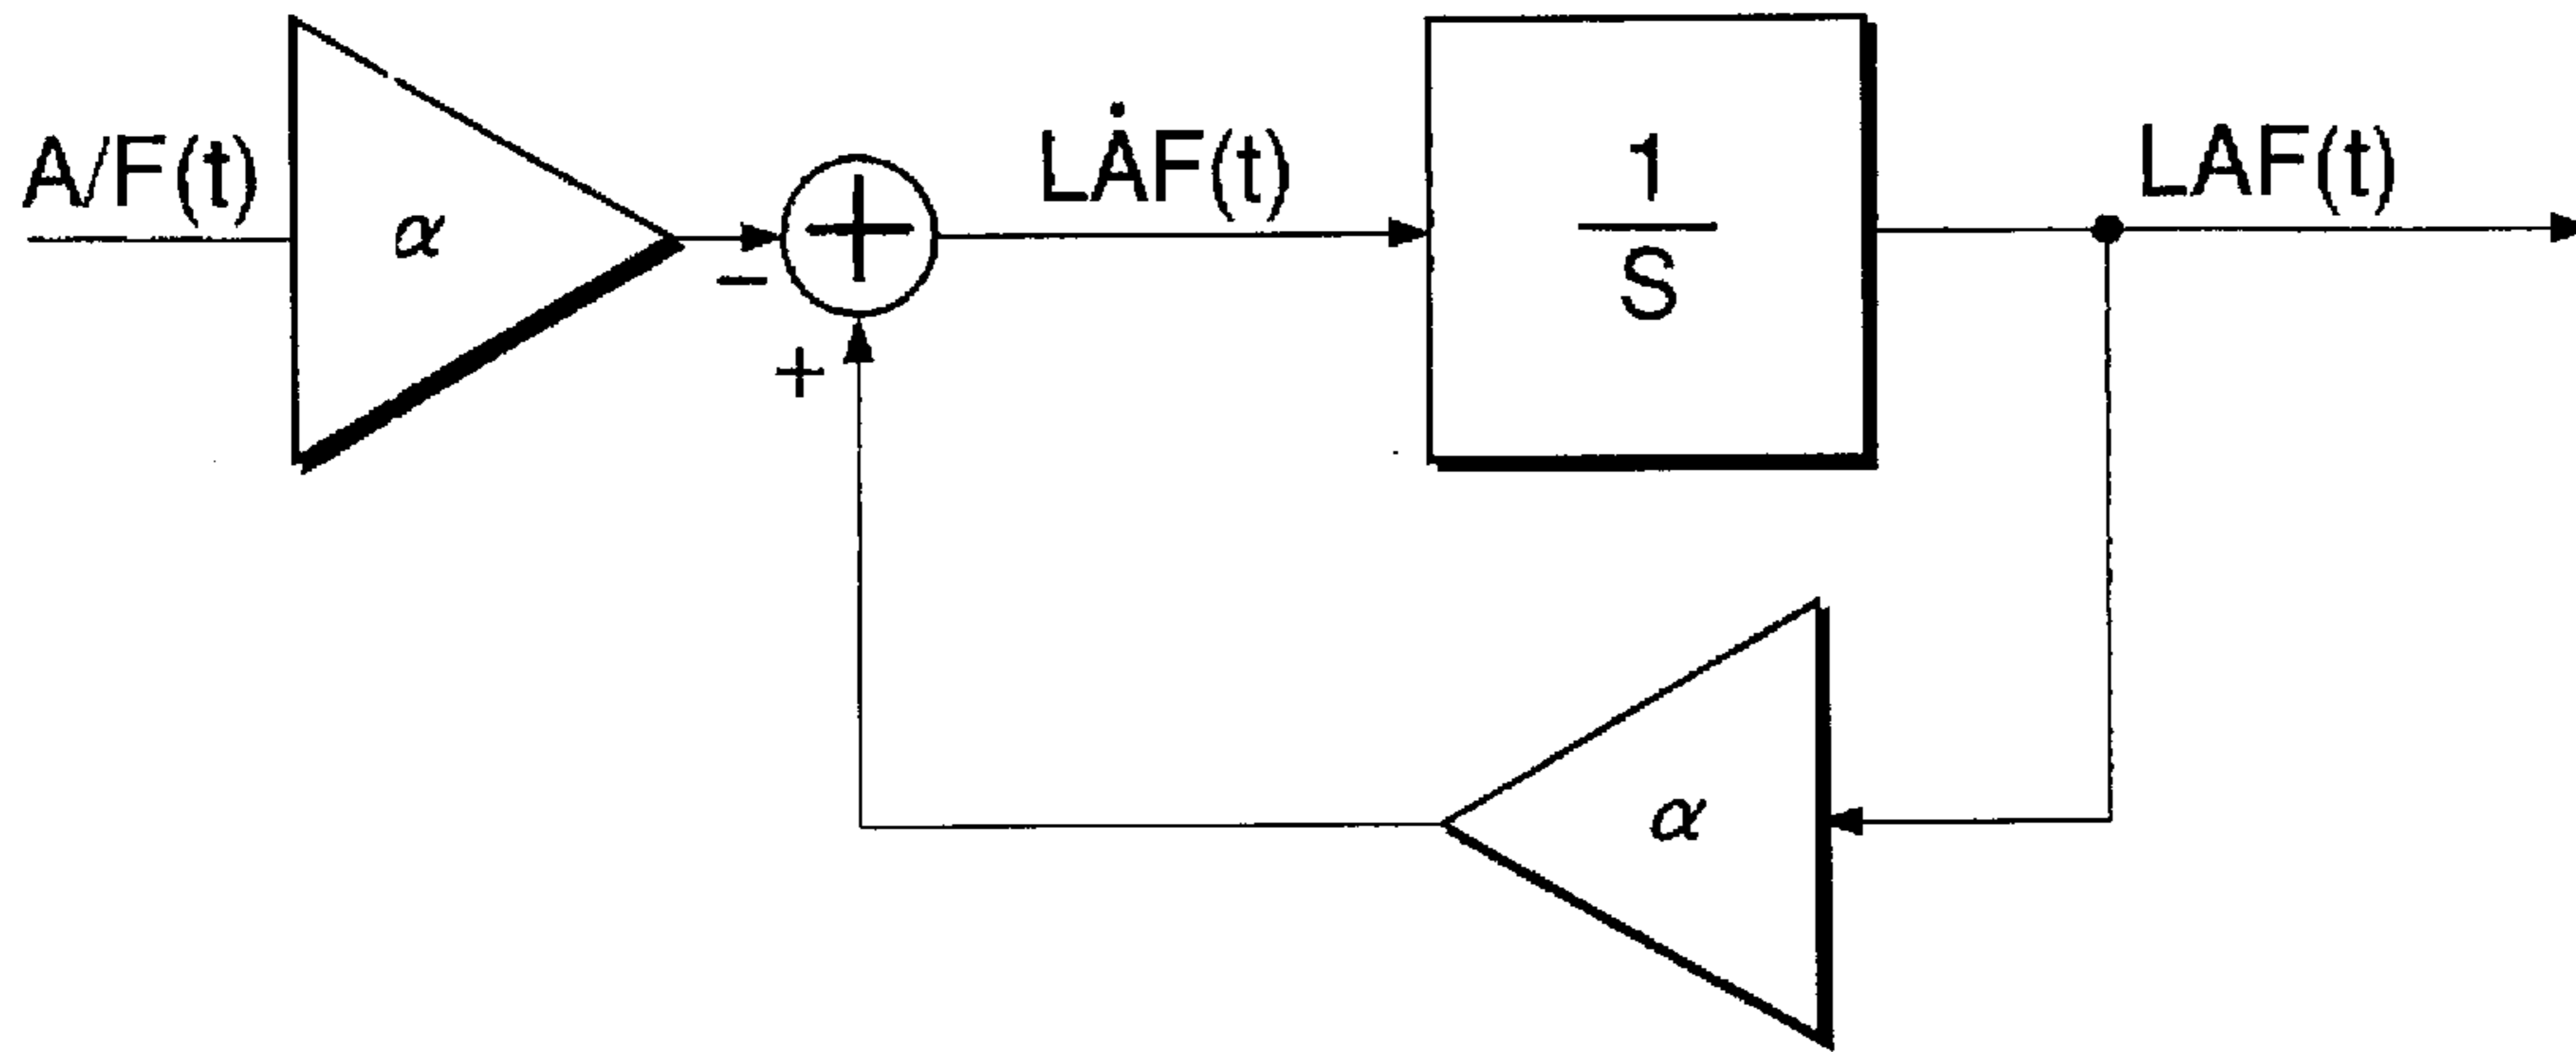 A/F(t)
α
−
+
+
LȦF(t)
1
S
LAF(t)
α